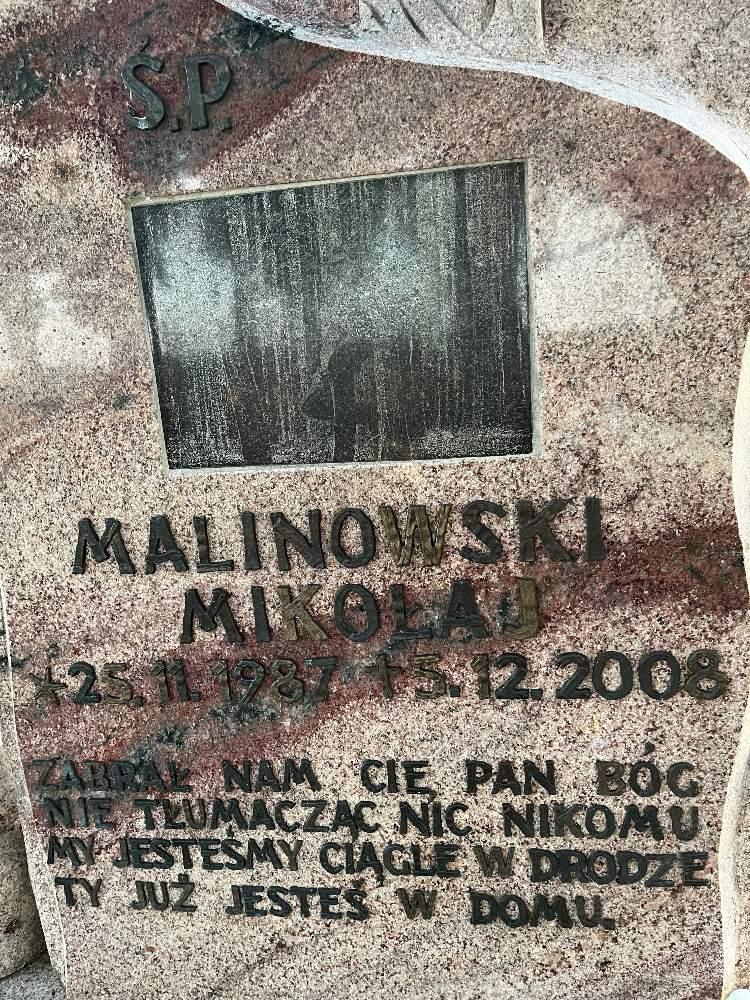 Ś.P.
MALINOWSKI
MIKOŁAJ
* 25.11.1987 † 5.12.2008
ZABRAŁ NAM CIĘ PAN BÓG
NIE TŁUMACZĄC NIC NIKOMU
MY JESTEŚMY CIĄGLE W DRODZE
TY JUŻ JESTEŚ W DOMU.